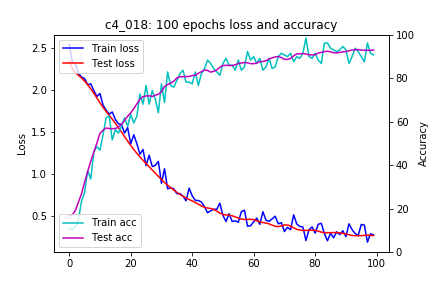 c4_018: 100 epochs loss and accuracy
Train loss
Test loss
Train acc
Test acc
Loss
2.5
2.0
1.5
1.0
0.5
Accuracy
100
80
60
40
20
0
0
20
40
60
80
100